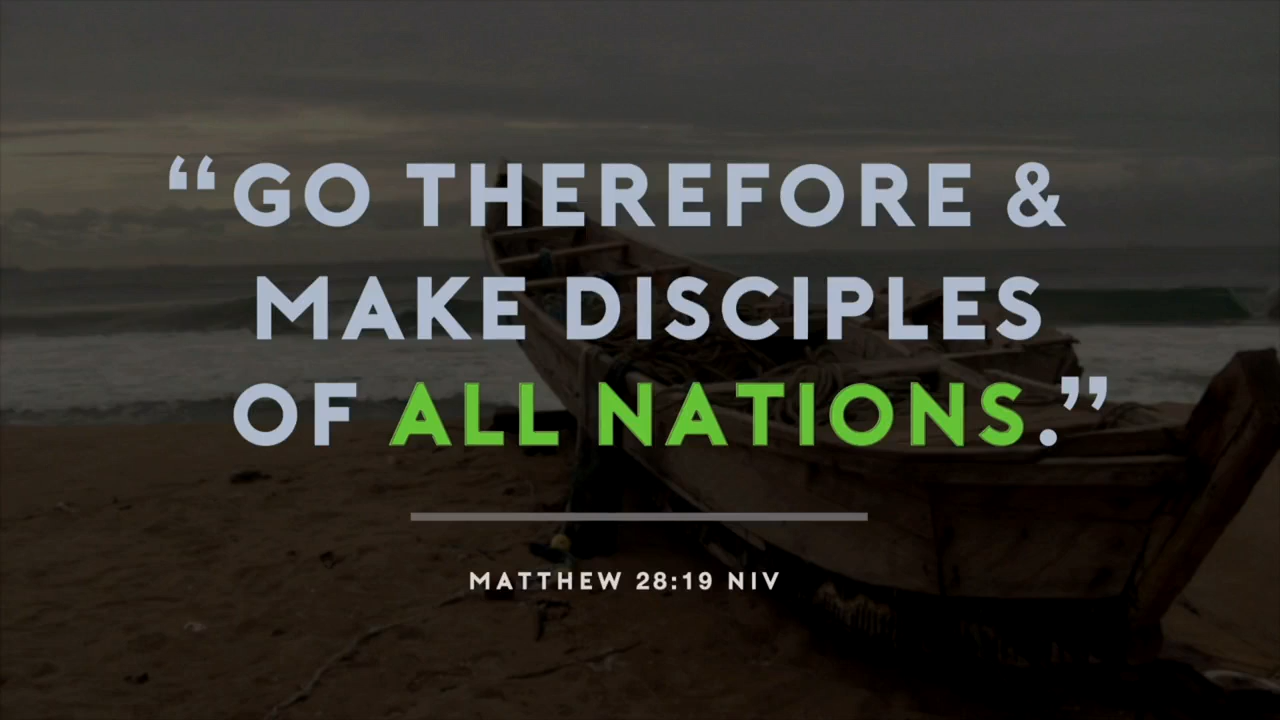 “GO THEREFORE &
MAKE DISCIPLES
OF ALL NATIONS.”
MATTHEW 28:19 NIV